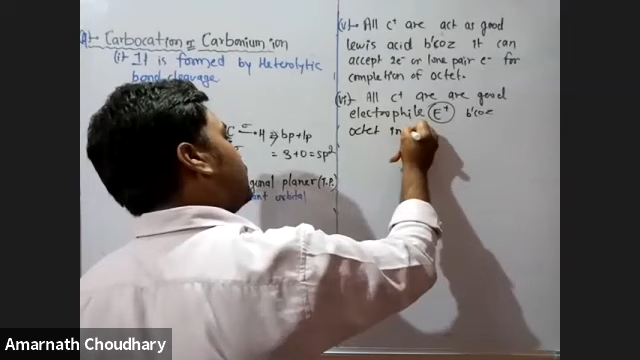 Carbocation or Carbonium ion
(i)→ It is formed by Heterolytic
bond cleavage
C σ H ⇒ bp+lp
σ
= 3+0=sp²
planer (T.P.)
orbital
(v)→ All C⁺ are act as good
lewis acid b'coz it can
accept 2e⁻ or lone pair e⁻ for
completion of octet.
(vi)→ All C⁺ are are good
electrophile (E⁺) b'coz
octet in
Amarnath Choudhary